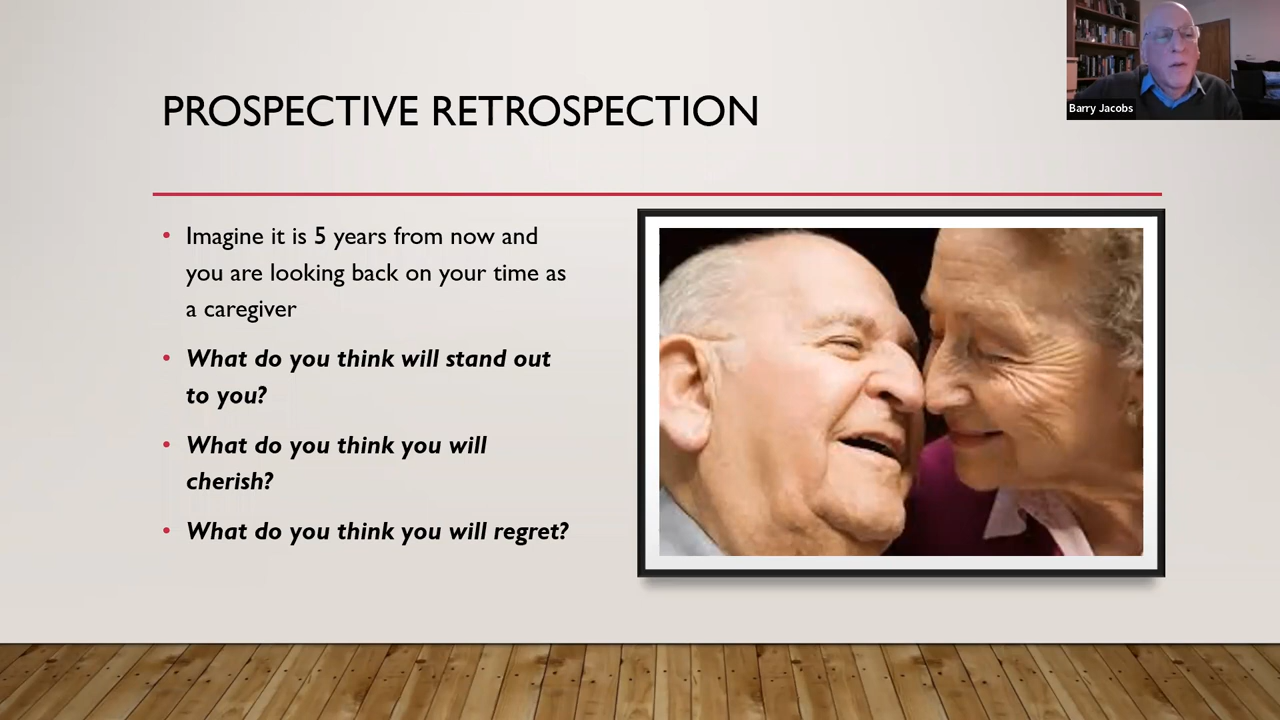 PROSPECTIVE RETROSPECTION
Barry Jacobs
• Imagine it is 5 years from now and
you are looking back on your time as
a caregiver
• What do you think will stand out
to you?
• What do you think you will
cherish?
• What do you think you will regret?